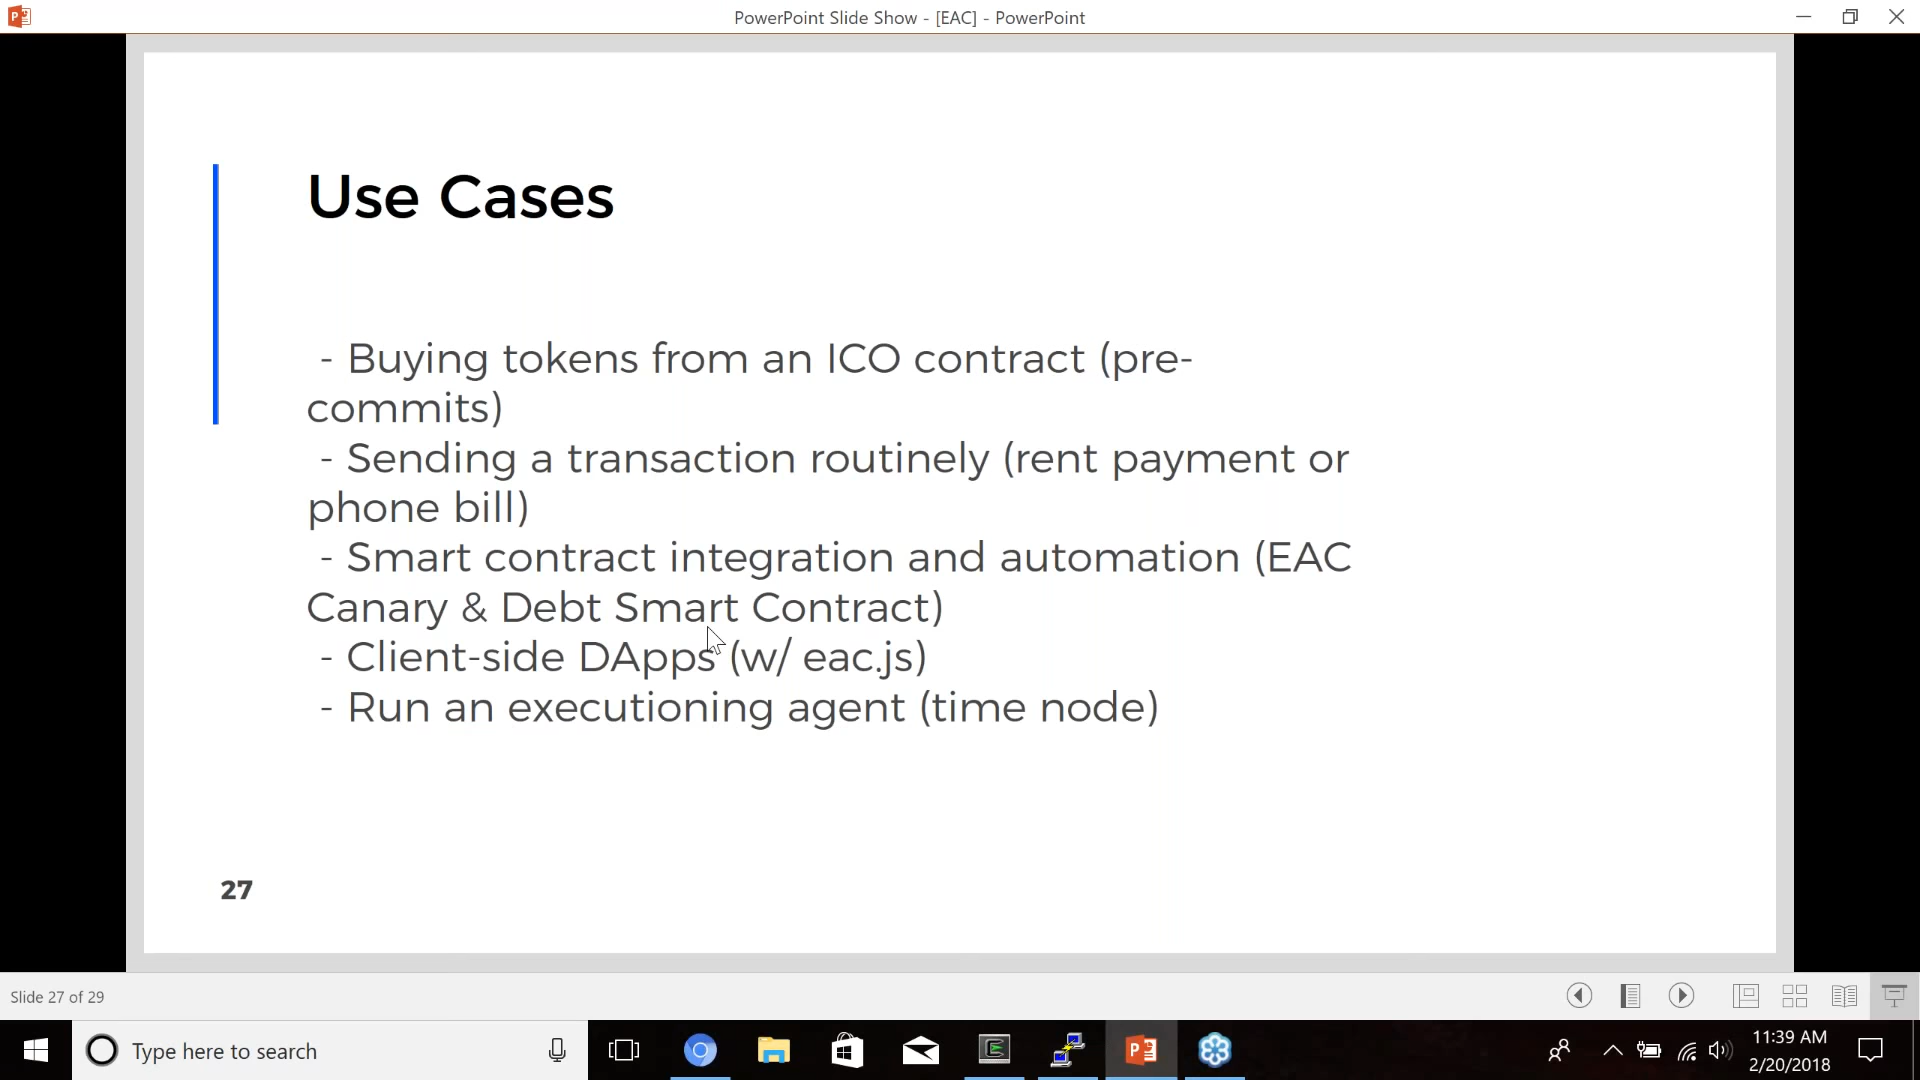 PowerPoint Slide Show - [EAC] - PowerPoint
Use Cases
- Buying tokens from an ICO contract (pre-
commits)
- Sending a transaction routinely (rent payment or
phone bill)
- Smart contract integration and automation (EAC
Canary & Debt Smart Contract)
- Client-side DApps (w/ eac.js)
- Run an executioning agent (time node)
27
Slide 27 of 29
Type here to search
11:39 AM
2/20/2018